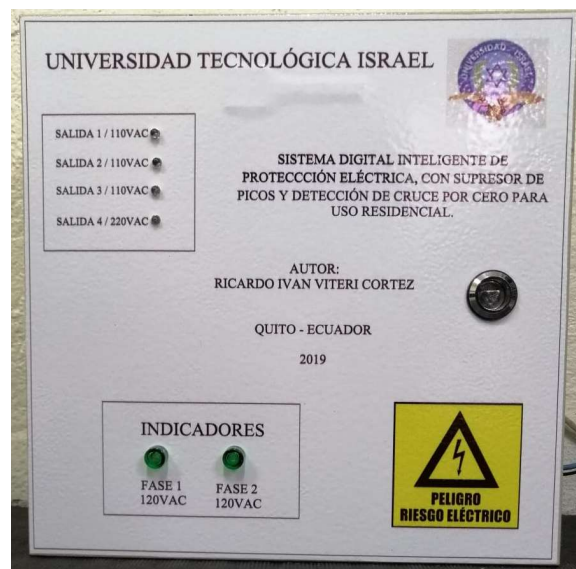 UNIVERSIDAD TECNOLÓGICA ISRAEL
UNIVERSIDAD - ISRAEL
SALIDA 1 / 110VAC
SALIDA 2 / 110VAC
SALIDA 3 / 110VAC
SALIDA 4 / 220VAC
SISTEMA DIGITAL INTELIGENTE DE
PROTECCCIÓN ELÉCTRICA, CON SUPRESOR DE
PICOS Y DETECCIÓN DE CRUCE POR CERO PARA
USO RESIDENCIAL.
AUTOR:
RICARDO IVAN VITERI CORTEZ
QUITO - ECUADOR
2019
INDICADORES
FASE 1
120VAC
FASE 2
120VAC
PELIGRO
RIESGO ELÉCTRICO